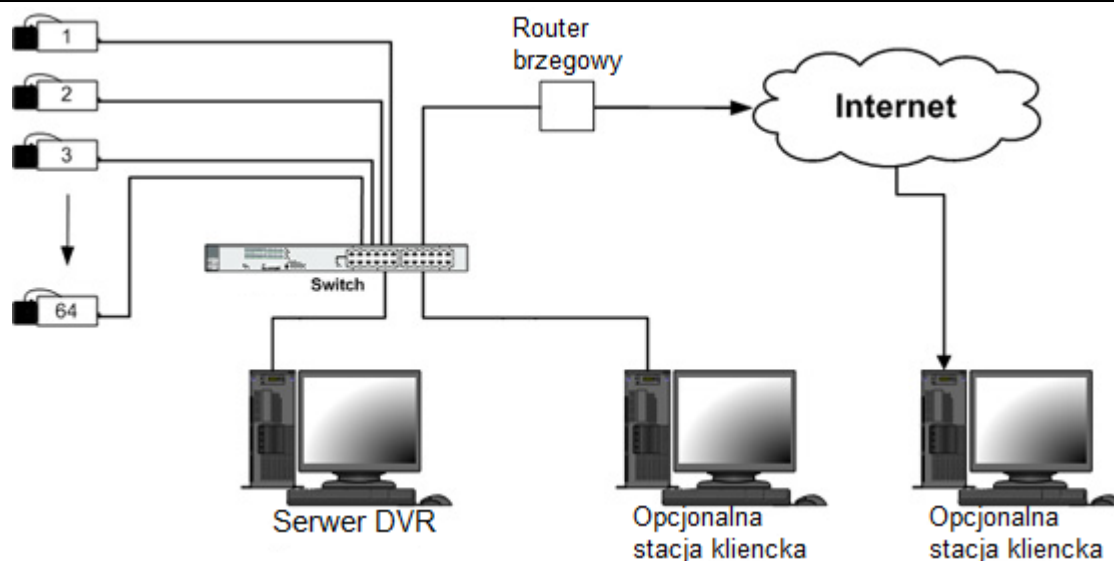 1
2
3
64
Router
brzegowy
Internet
Switch
Serwer DVR
Opcjonalna
stacja kliencka
Opcjonalna
stacja kliencka